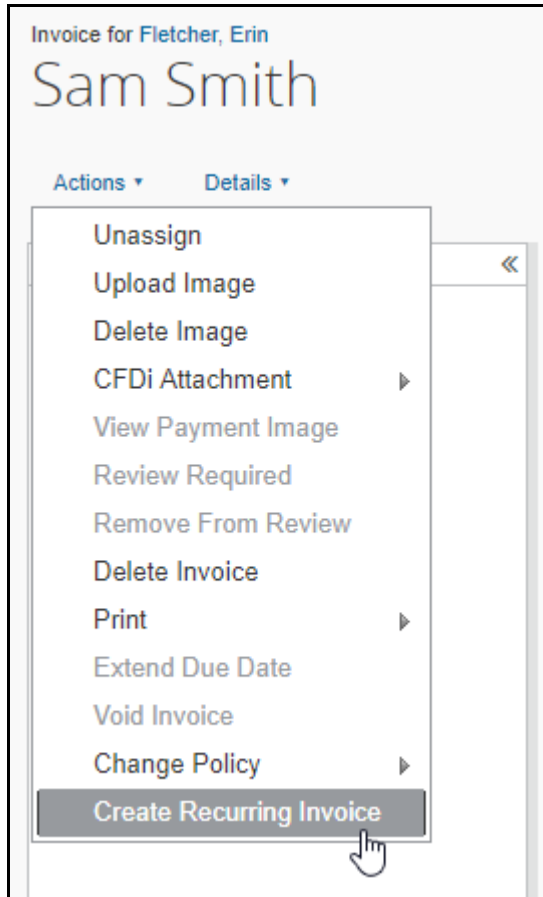 Invoice for Fletcher, Erin
Sam Smith
Actions ▾ Details ▾
Unassign
Upload Image
Delete Image
CFDi Attachment
View Payment Image
Review Required
Remove From Review
Delete Invoice
Print
Extend Due Date
Void Invoice
Change Policy
Create Recurring Invoice